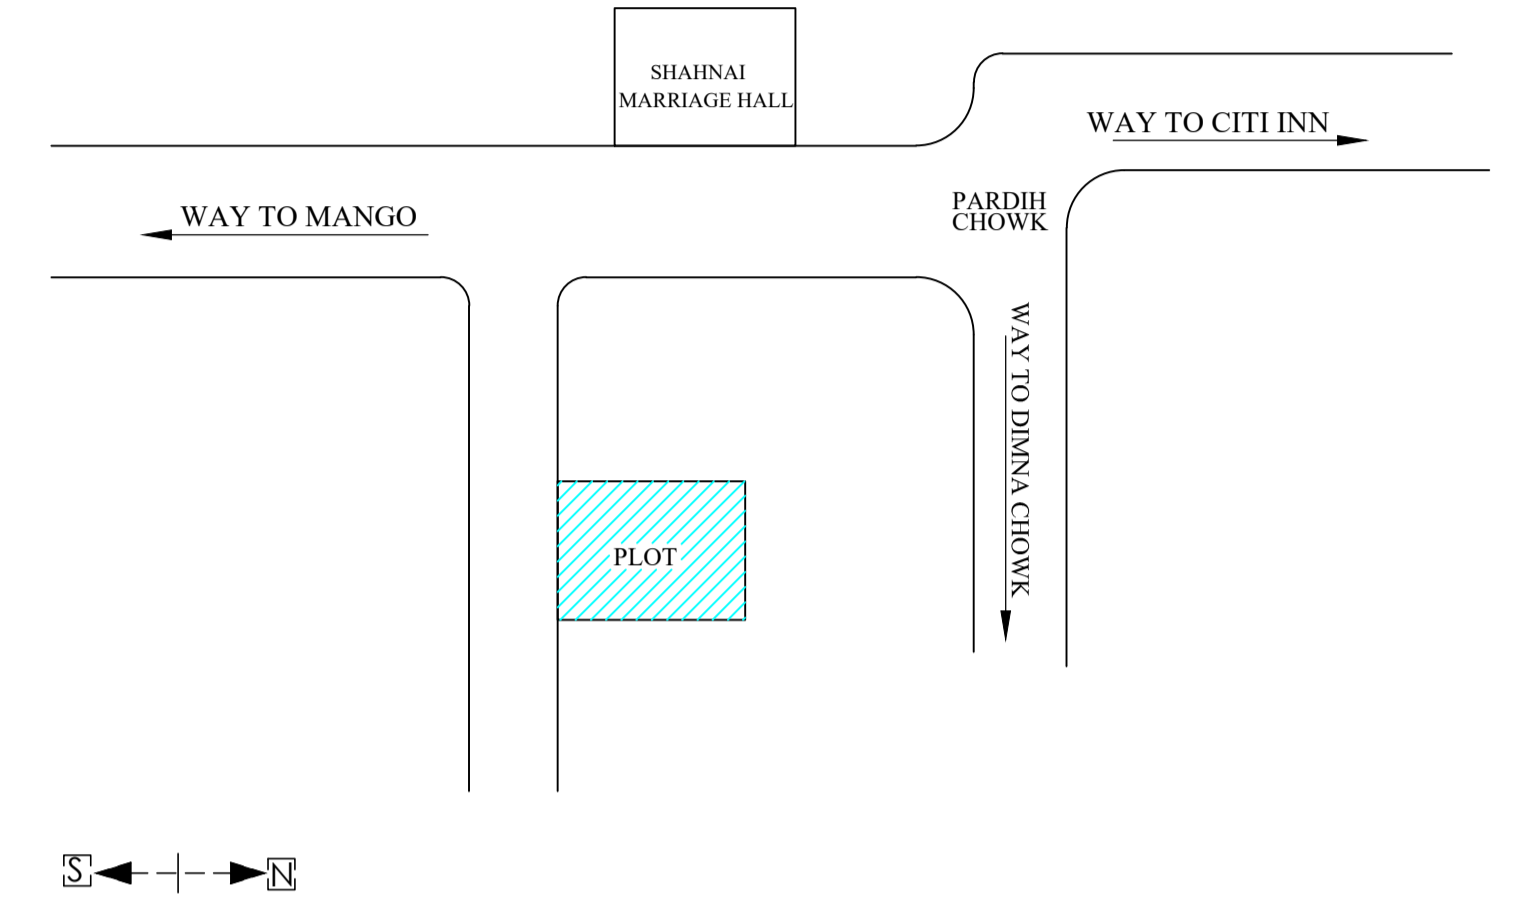 SHAHNAI
MARRIAGE HALL
WAY TO CITI INN
PARDIH
CHOWK
WAY TO MANGO
WAY TO DIMNA CHOWK
PLOT
S N